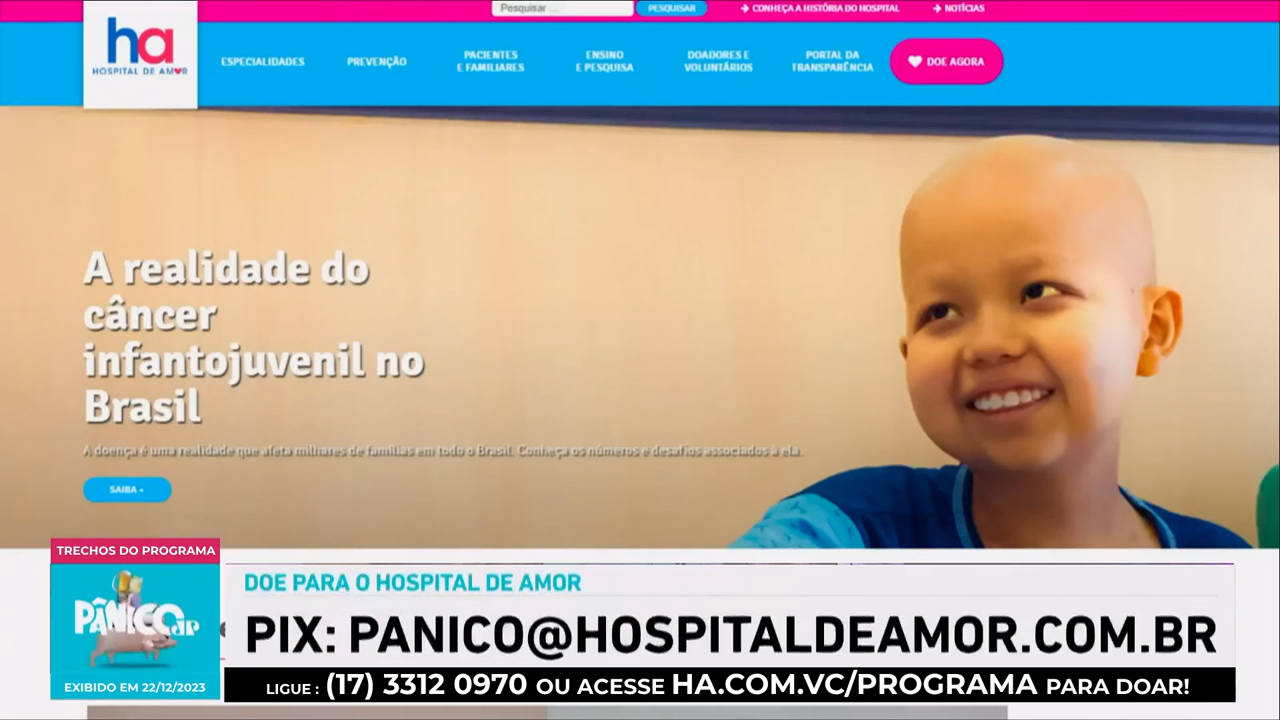 Pesquisar ...
PESQUISAR
→ CONHEÇA A HISTÓRIA DO HOSPITAL
→ NOTÍCIAS
ha
HOSPITAL DE AMOR
ESPECIALIDADES
PREVENÇÃO
PACIENTES
E FAMILIARES
ENSINO
E PESQUISA
DOADORES E
VOLUNTÁRIOS
PORTAL DA
TRANSPARÊNCIA
DOE AGORA
A realidade do
câncer
infantojuvenil no
Brasil
A doença é uma realidade que afeta milhares de famílias em todo o Brasil. Conheça os números e desafios associados à ela.
SAIBA +
TRECHOS DO PROGRAMA
PÂNICO JP
EXIBIDO EM 22/12/2023
DOE PARA O HOSPITAL DE AMOR
PIX: PANICO@HOSPITALDEAMOR.COM.BR
LIGUE : (17) 3312 0970 OU ACESSE HA.COM.VC/PROGRAMA PARA DOAR!